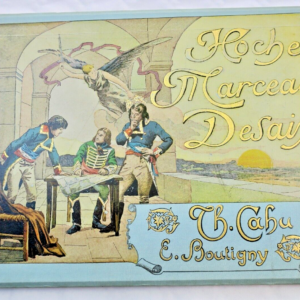 Hoche
Marceau
Desaix
Th. Cahu
E. Boutigny